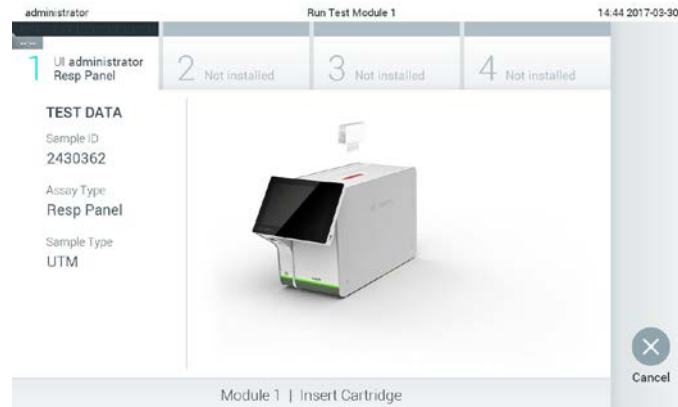 administrator
Run Test Module 1
14:44 2017-03-30
--:--
1 UI administrator
Resp Panel
2 Not installed
3 Not installed
4 Not installed
TEST DATA
Sample ID
2430362
Assay Type
Resp Panel
Sample Type
UTM
Cancel
Module 1 | Insert Cartridge